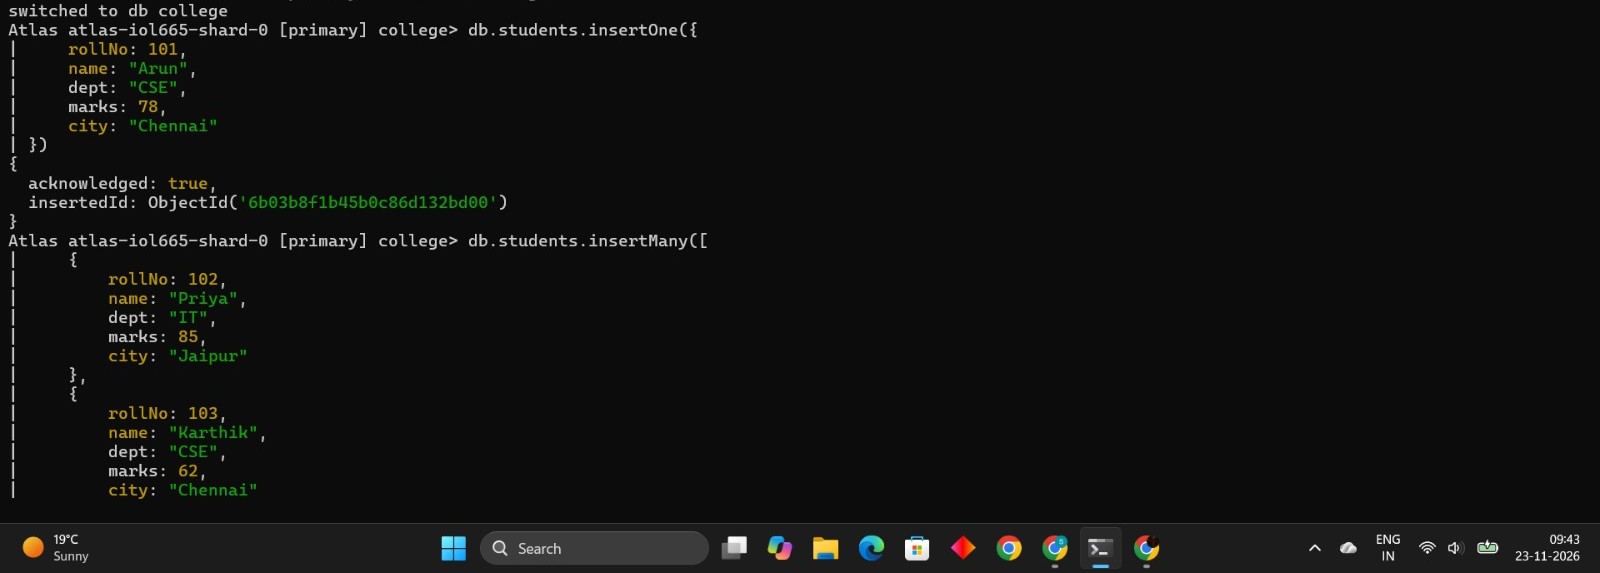 switched to db college
Atlas atlas-iol665-shard-0 [primary] college> db.students.insertOne({
|     rollNo: 101,
|     name: "Arun",
|     dept: "CSE",
|     marks: 78,
|     city: "Chennai"
| })
{
  acknowledged: true,
  insertedId: ObjectId('6b03b8f1b45b0c86d132bd00')
}
Atlas atlas-iol665-shard-0 [primary] college> db.students.insertMany([
|     {
|         rollNo: 102,
|         name: "Priya",
|         dept: "IT",
|         marks: 85,
|         city: "Jaipur"
|     },
|     {
|         rollNo: 103,
|         name: "Karthik",
|         dept: "CSE",
|         marks: 62,
|         city: "Chennai"
19°C
Sunny
Search
ENG
IN
09:43
23-11-2026